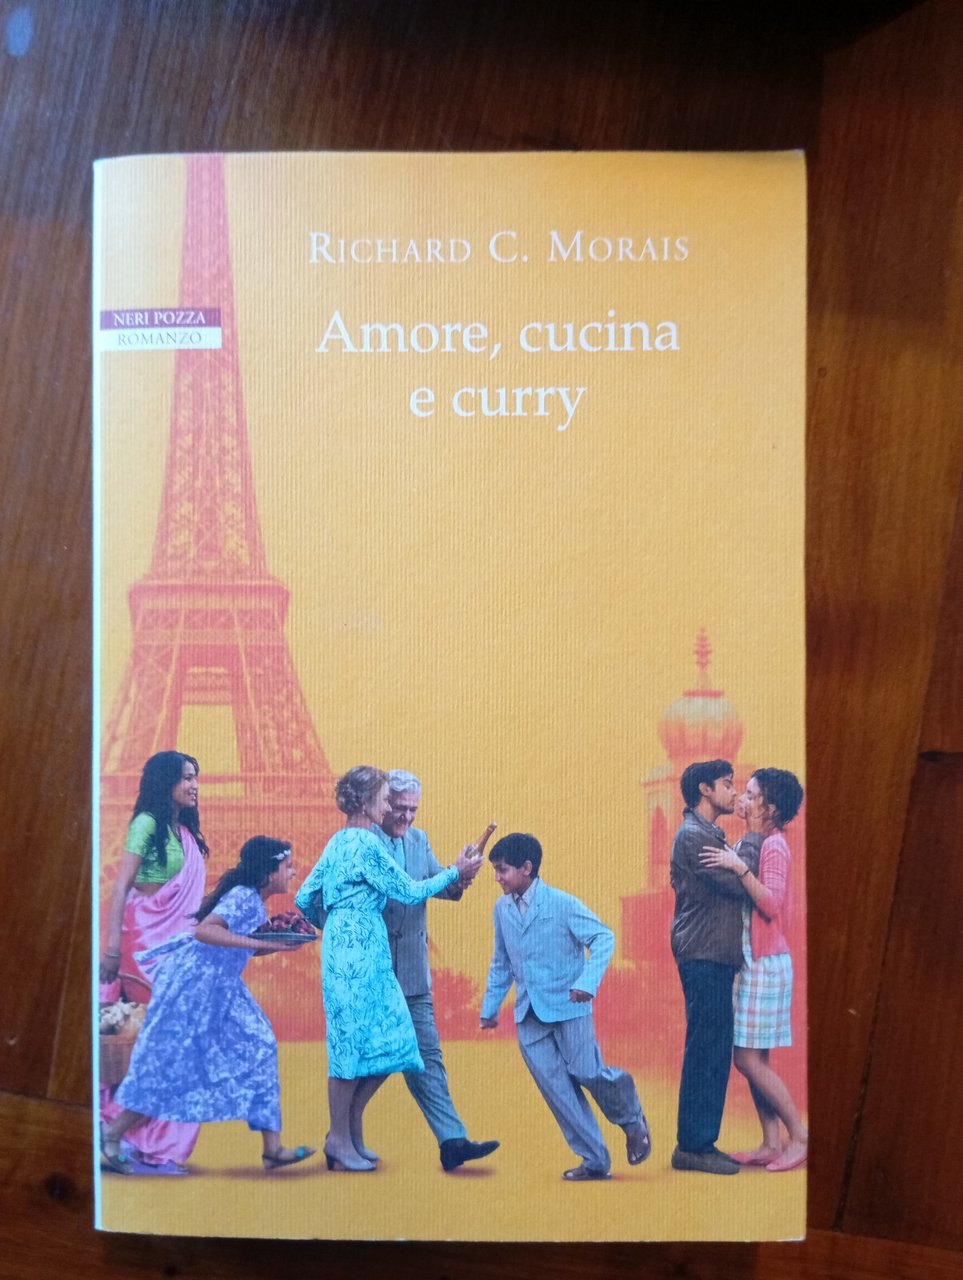 RICHARD C. MORAIS
NERI POZZA
ROMANZO
Amore, cucina
e curry